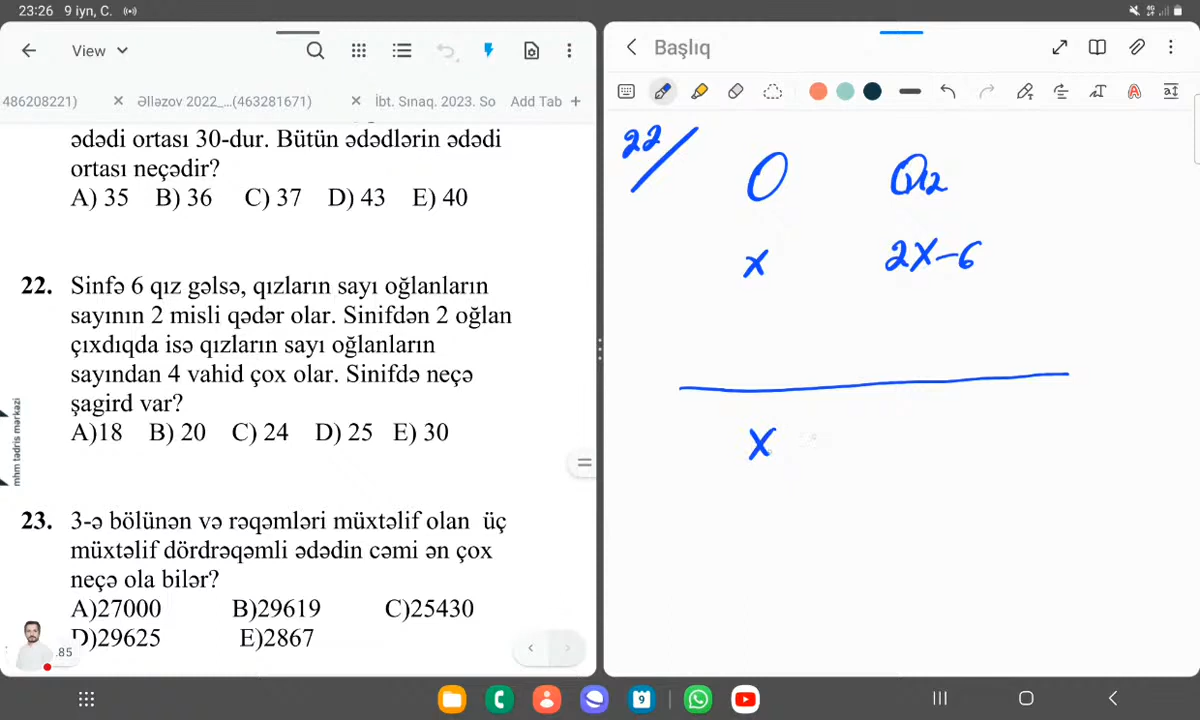 23:26 9 iyn, C.
View
486208221) × Əlləzov 2022_...(463281671) × İbt. Sınaq. 2023. So Add Tab +
ədədi ortası 30-dur. Bütün ədədlərin ədədi
ortası neçədir?
A) 35 B) 36 C) 37 D) 43 E) 40
22. Sinfə 6 qız gəlsə, qızların sayı oğlanların
sayının 2 misli qədər olar. Sinifdən 2 oğlan
çıxdıqda isə qızların sayı oğlanların
sayından 4 vahid çox olar. Sinifdə neçə
şagird var?
A)18 B) 20 C) 24 D) 25 E) 30
mhm tədris mərkəzi
23. 3-ə bölünən və rəqəmləri müxtəlif olan üç
müxtəlif dördrəqəmli ədədin cəmi ən çox
neçə ola bilər?
A)27000 B)29619 C)25430
D)29625 E)2867
85
Başlıq
22/
O Qız
x 2x-6
x
9